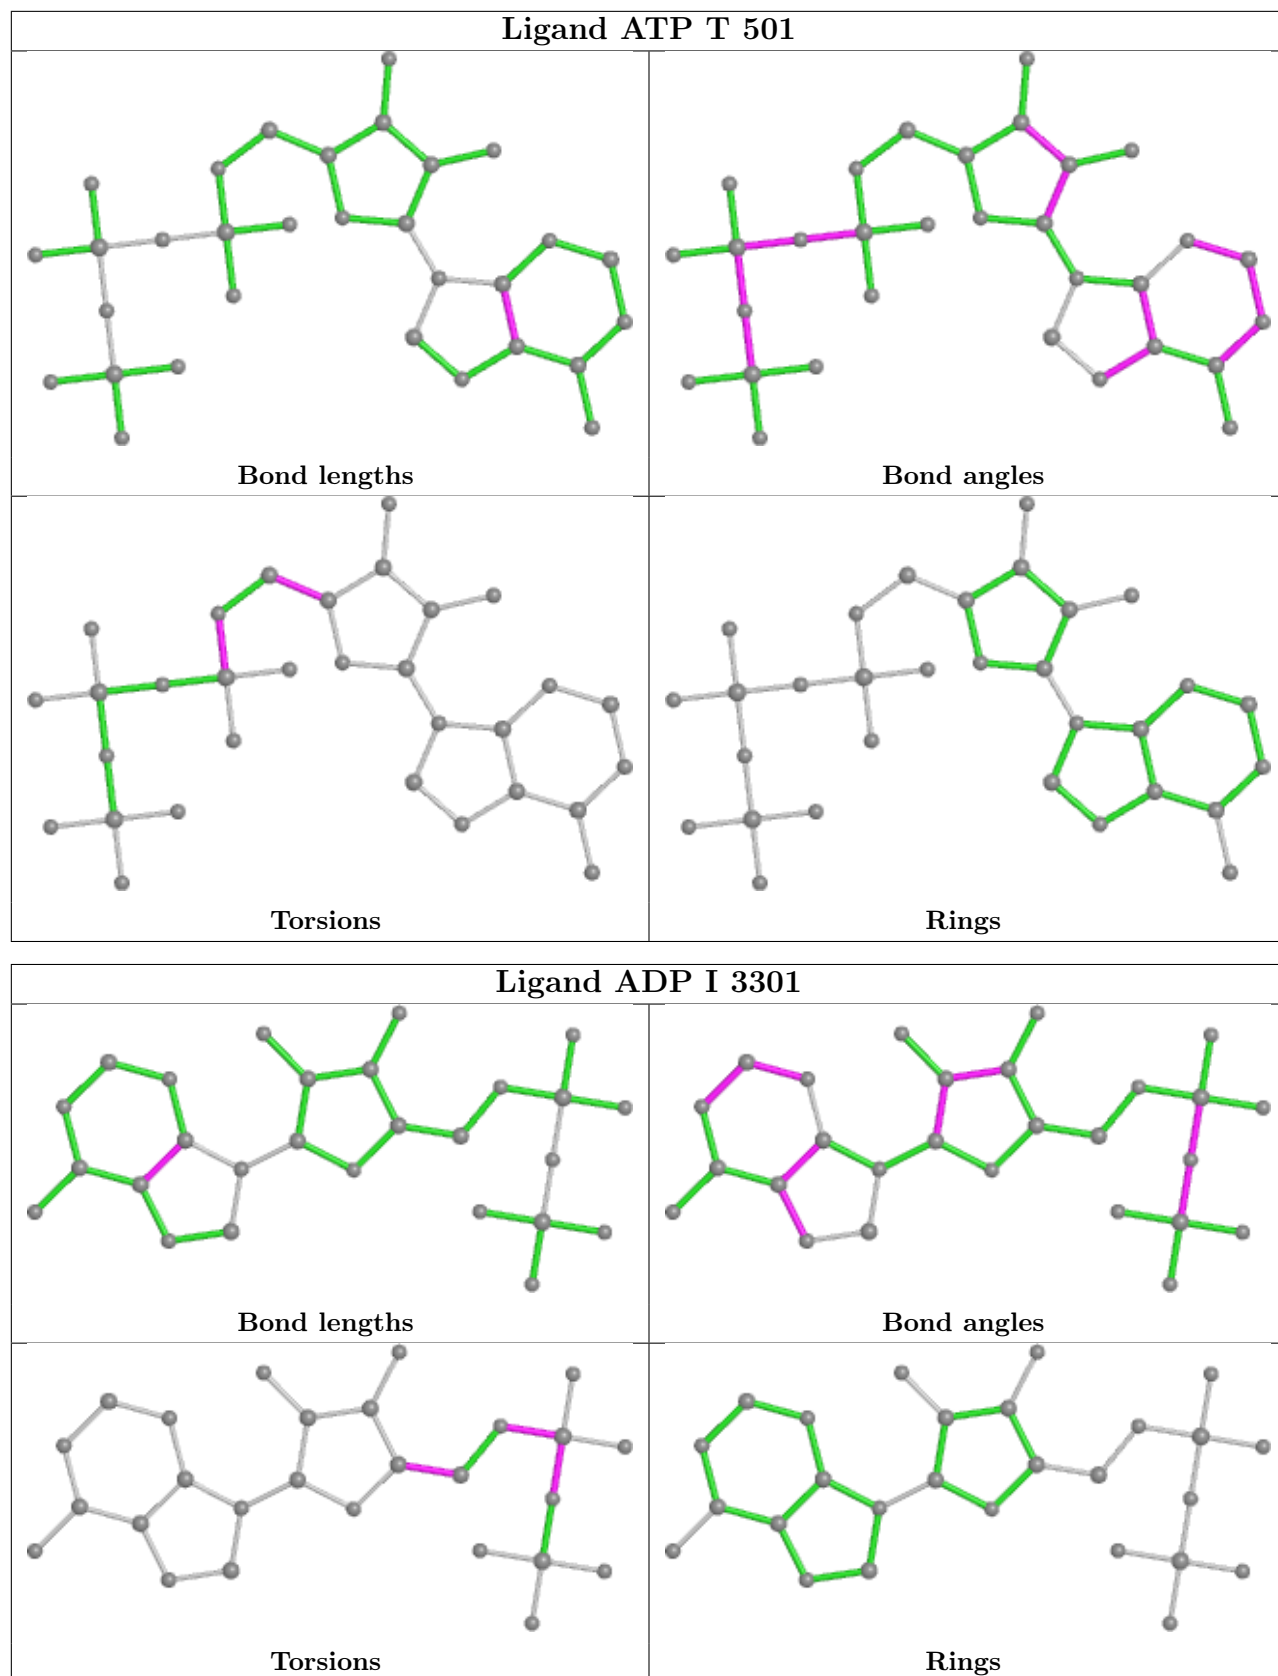 Ligand ATP T 501
Bond lengths
Bond angles
Torsions
Rings
Ligand ADP I 3301
Bond lengths
Bond angles
Torsions
Rings